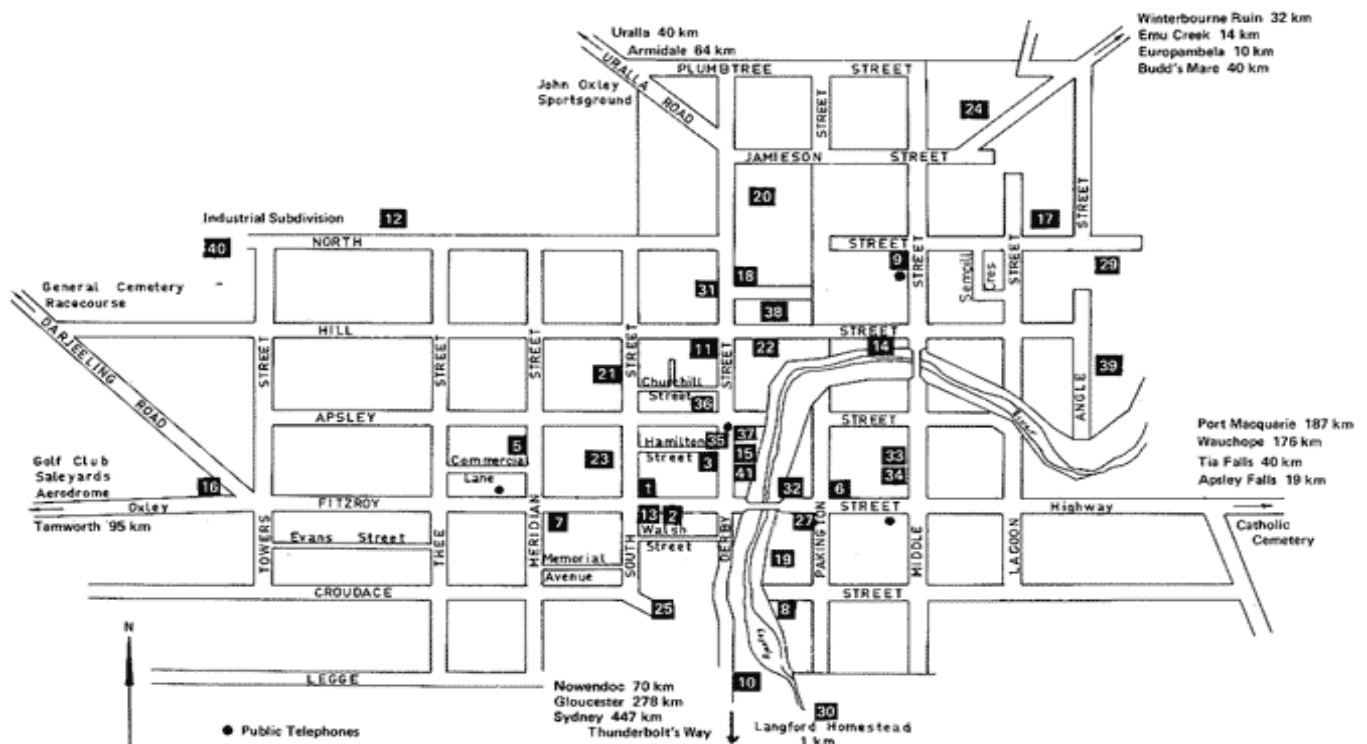 Uralla 40 km
Armidale 64 km
Winterbourne Ruin 32 km
Emu Creek 14 km
Europambela 10 km
Budd's Mare 40 km
URALLA ROAD
PLUMBTREE STREET
John Oxley
Sportsground
STREET
24
JAMIESON STREET
20
STREET
Industrial Subdivision 12
17
40
NORTH STREET
9
STREET
Sempill
Cres
STREET
29
General Cemetery
Racecourse
31
18
38
DARJEELING
ROAD
HILL STREET
STREET
STREET
STREET
STREET
STREET
11
22
14
21
39
Churchill
Street
36
ANGLE
River
APSLEY STREET
Port Macquarie 187 km
Wauchope 176 km
Tia Falls 40 km
Apsley Falls 19 km
5
Commercial
Lane
23
Hamilton
Street
35
37
15
41
3
33
34
Golf Club
Saleyards
Aerodrome
16
1
32
6
Oxley
FITZROY STREET
Highway
Tamworth 95 km
Catholic
Cemetery
7
13
2
Walsh
Street
27
Evans Street
TOWERS
THEE
MERIDIAN
SOUTH
DERBY
PAKINGTON
MIDDLE
LAGOON
Memorial
Avenue
19
CROUDACE STREET
25
8
Apsley
N
LEGGE
10
Nowendoc 70 km
Gloucester 278 km
Sydney 447 km
Thunderbolt's Way
30
Langford Homestead
1 km
Public Telephones